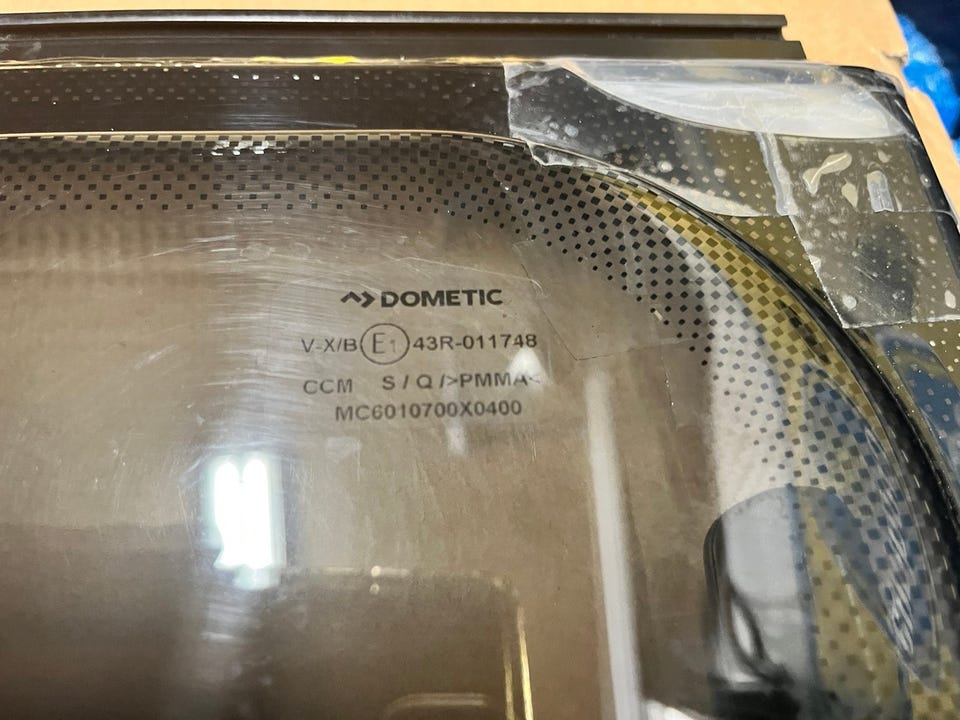 DOMETIC
V-X/B E1 43R-011748
CCM S / Q />PMMA<
MC6010700X0400